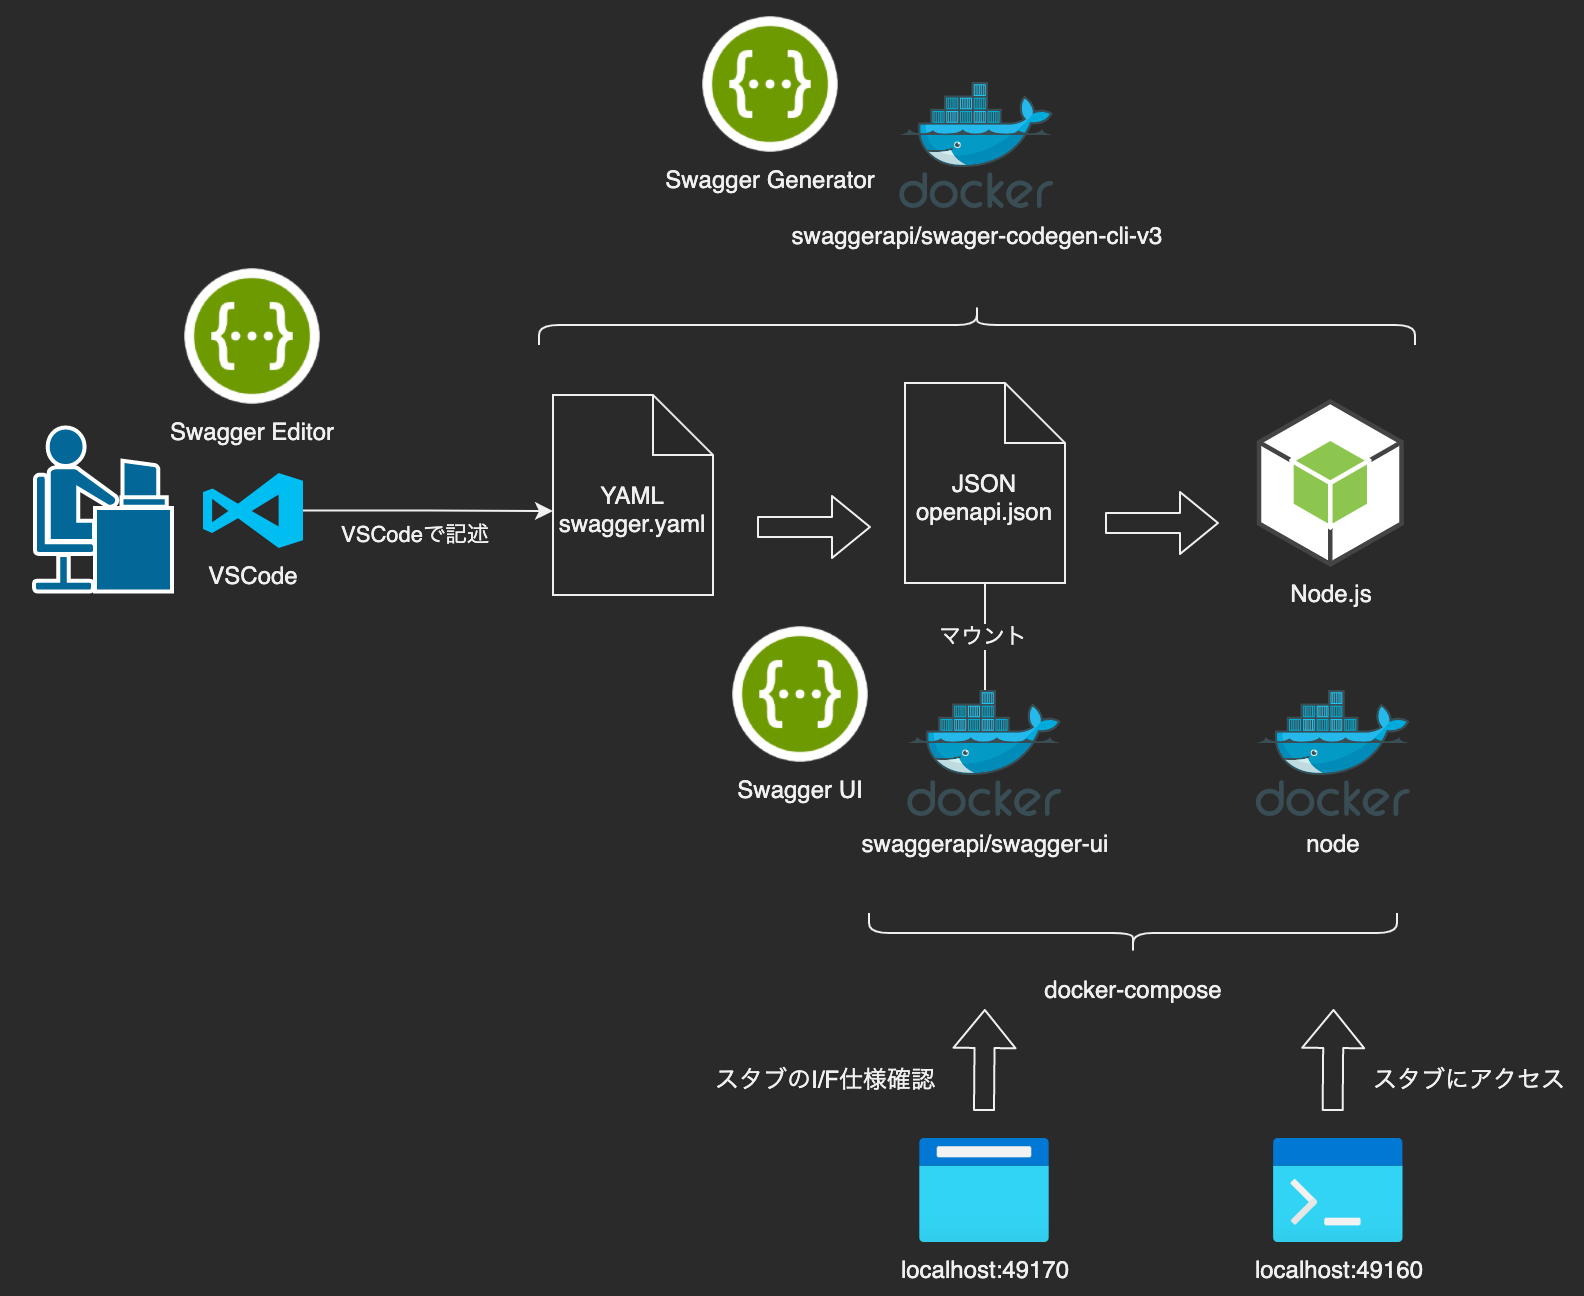 {···}
docker
Swagger Generator
swaggerapi/swager-codegen-cli-v3
{···}
Swagger Editor
VSCode
VSCodeで記述
YAML
swagger.yaml
JSON
openapi.json
Node.js
マウント
{···}
Swagger UI
docker
swaggerapi/swagger-ui
docker
node
docker-compose
スタブのI/F仕様確認
スタブにアクセス
localhost:49170
localhost:49160